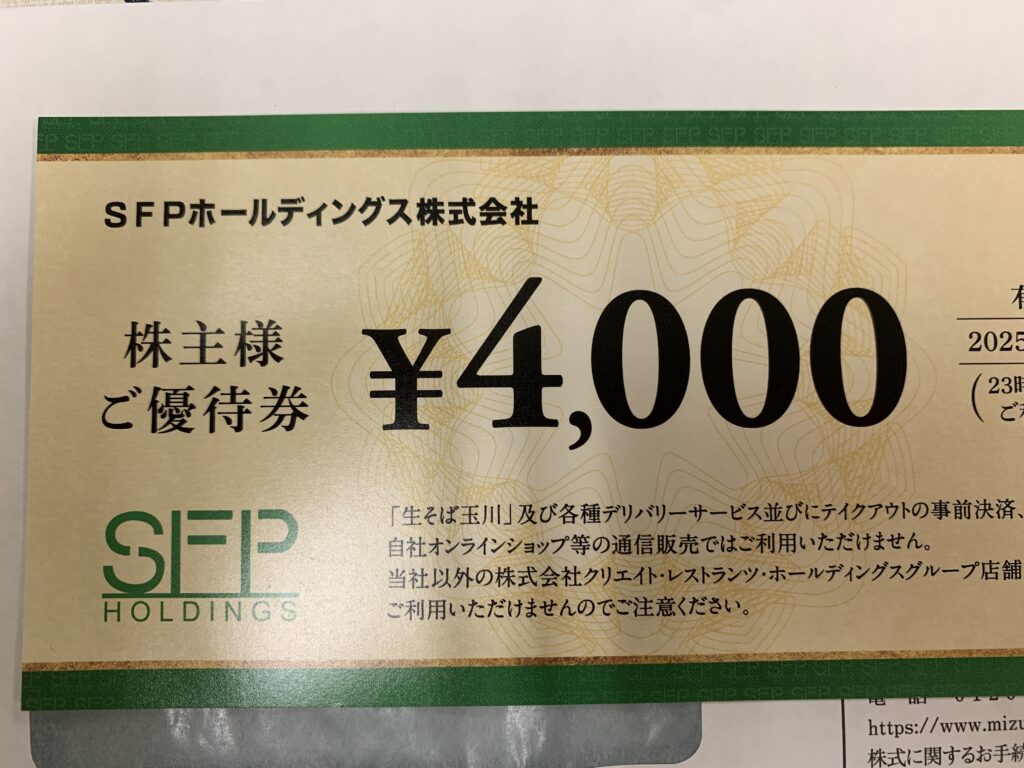 SFPホールディングス株式会社
株主様
ご優待券
¥4,000
2025
23時
「生そば玉川」及び各種デリバリーサービス並びにテイクアウトの事前決済、
自社オンラインショップ等の通信販売ではご利用いただけません。
当社以外の株式会社クリエイト・レストランツ・ホールディングスグループ店舗
ご利用いただけませんのでご注意ください。
SFP
HOLDINGS
https://www.mizu
株式に関するお手続